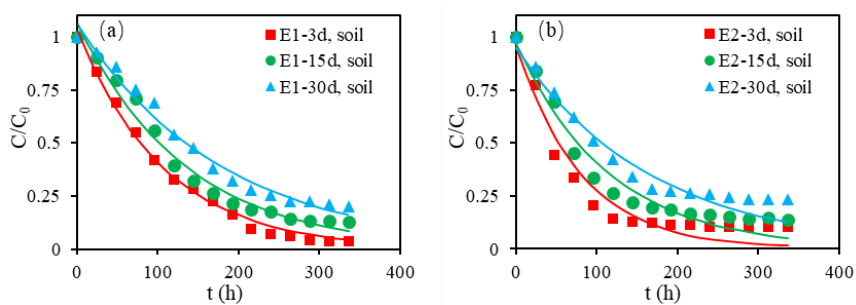 (a)
E1-3d, soil
E1-15d, soil
E1-30d, soil
C/C0
1
0.75
0.5
0.25
0
0
100
200
300
400
t (h)
(b)
E2-3d, soil
E2-15d, soil
E2-30d, soil
C/C0
1
0.75
0.5
0.25
0
0
100
200
300
400
t (h)